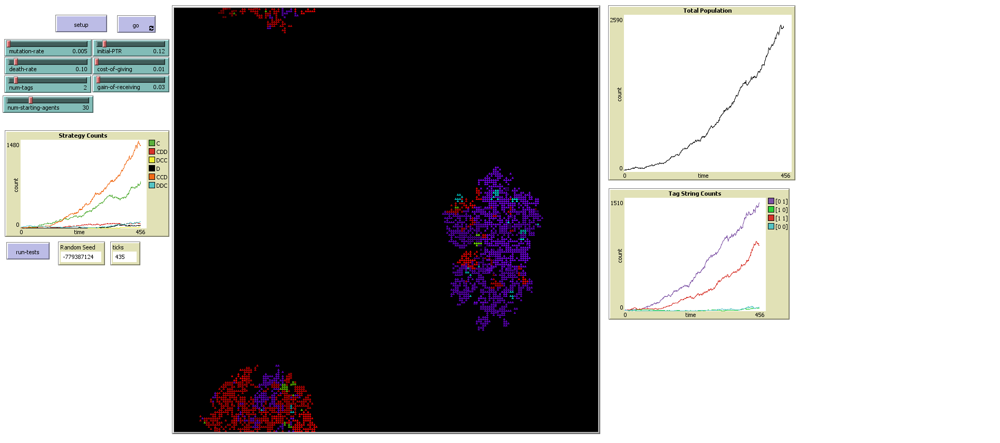 setup
go
mutation-rate 0.005
initial-PTR 0.12
death-rate 0.10
cost-of-giving 0.01
num-tags 2
gain-of-receiving 0.03
num-starting-agents 30
Strategy Counts
1480
count
0
0
time
456
C
CDD
DCC
D
CCD
DDC
run-tests
Random Seed
-779387124
ticks
435
Total Population
2590
count
0
0
time
456
Tag String Counts
1510
count
0
0
time
456
[0 1]
[1 0]
[1 1]
[0 0]